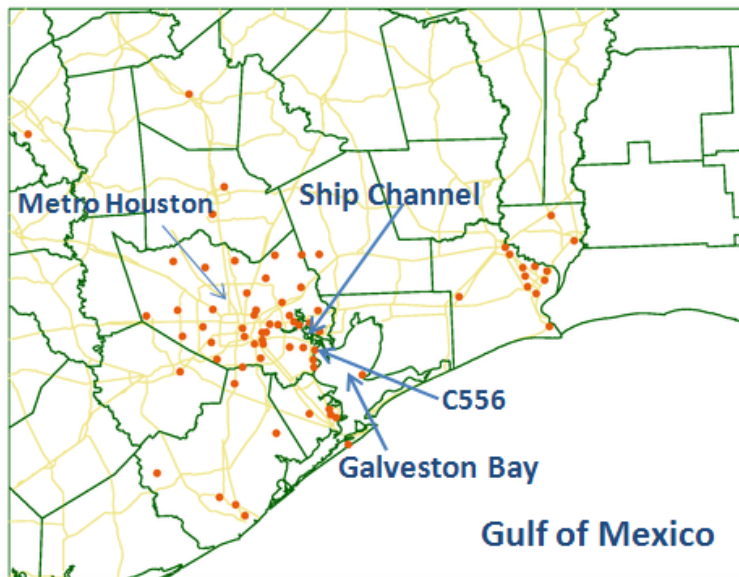 Metro Houston
Ship Channel
C556
Galveston Bay
Gulf of Mexico